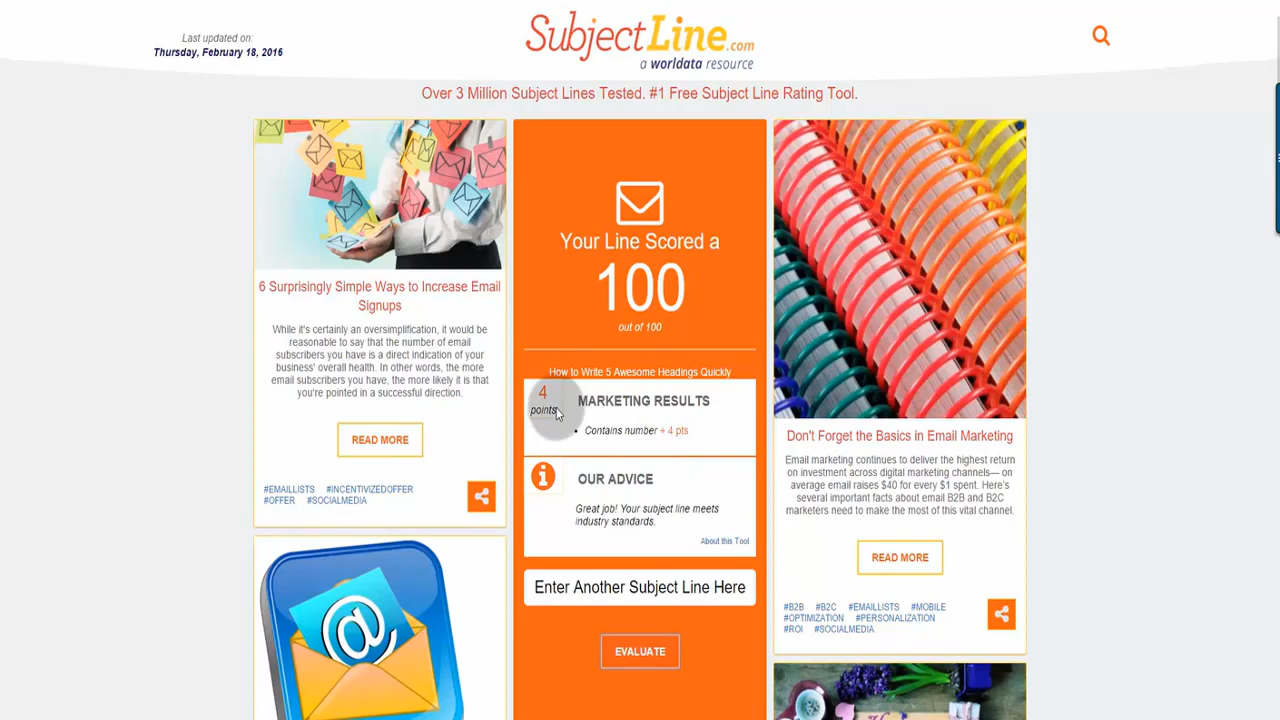 Last updated on:
Thursday, February 18, 2016
SubjectLine.com
a worldata resource
Over 3 Million Subject Lines Tested. #1 Free Subject Line Rating Tool.
6 Surprisingly Simple Ways to Increase Email
Signups
While it's certainly an oversimplification, it would be
reasonable to say that the number of email
subscribers you have is a direct indication of your
business' overall health. In other words, the more
email subscribers you have, the more likely it is that
you're pointed in a successful direction.
READ MORE
#EMAILLISTS #INCENTIVIZEDOFFER
#OFFER #SOCIALMEDIA
@
Your Line Scored a
100
out of 100
How to Write 5 Awesome Headings Quickly
4
points
MARKETING RESULTS
• Contains number + 4 pts
OUR ADVICE
Great job! Your subject line meets
industry standards.
About this Tool
Enter Another Subject Line Here
EVALUATE
Don't Forget the Basics in Email Marketing
Email marketing continues to deliver the highest return
on investment across digital marketing channels— on
average email raises $40 for every $1 spent. Here's
several important facts about email B2B and B2C
marketers need to make the most of this vital channel.
READ MORE
#B2B #B2C #EMAILLISTS #MOBILE
#OPTIMIZATION #PERSONALIZATION
#ROI #SOCIALMEDIA